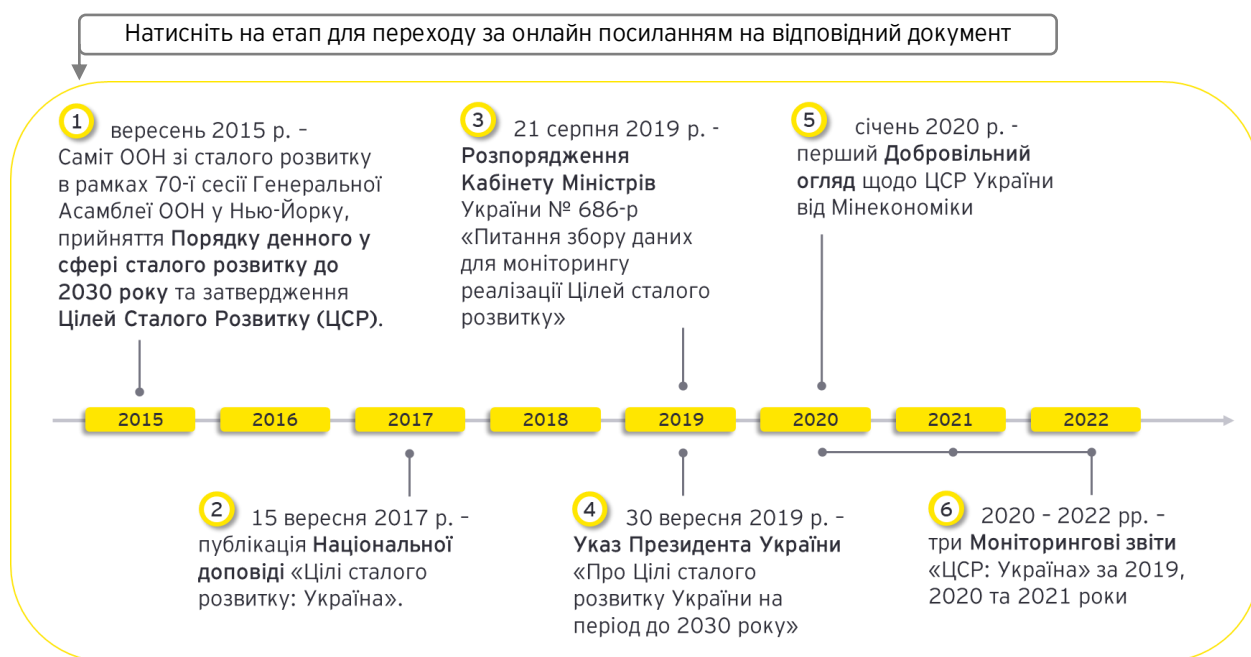 Натисніть на етап для переходу за онлайн посиланням на відповідний документ
1 вересень 2015 р. –
Саміт ООН зі сталого розвитку
в рамках 70-ї сесії Генеральної
Асамблеї ООН у Нью-Йорку,
прийняття Порядку денного у
сфері сталого розвитку до
2030 року та затвердження
Цілей Сталого Розвитку (ЦСР).
3 21 серпня 2019 р. -
Розпорядження
Кабінету Міністрів
України № 686-р
«Питання збору даних
для моніторингу
реалізації Цілей сталого
розвитку»
5 січень 2020 р. -
перший Добровільний
огляд щодо ЦСР України
від Мінекономіки
2015 2016 2017 2018 2019 2020 2021 2022
2 15 вересня 2017 р. –
публікація Національної
доповіді «Цілі сталого
розвитку: Україна».
4 30 вересня 2019 р. –
Указ Президента України
«Про Цілі сталого
розвитку України на
період до 2030 року»
6 2020 – 2022 рр. –
три Моніторингові звіти
«ЦСР: Україна» за 2019,
2020 та 2021 роки